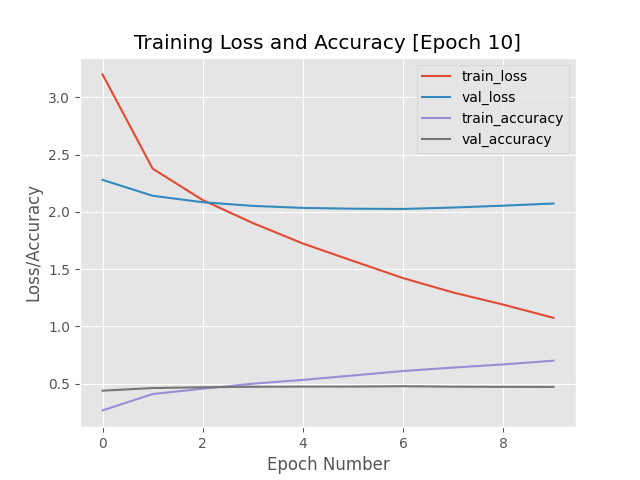 Training Loss and Accuracy [Epoch 10]
train_loss
val_loss
train_accuracy
val_accuracy
3.0
2.5
2.0
1.5
1.0
0.5
Loss/Accuracy
0 2 4 6 8
Epoch Number